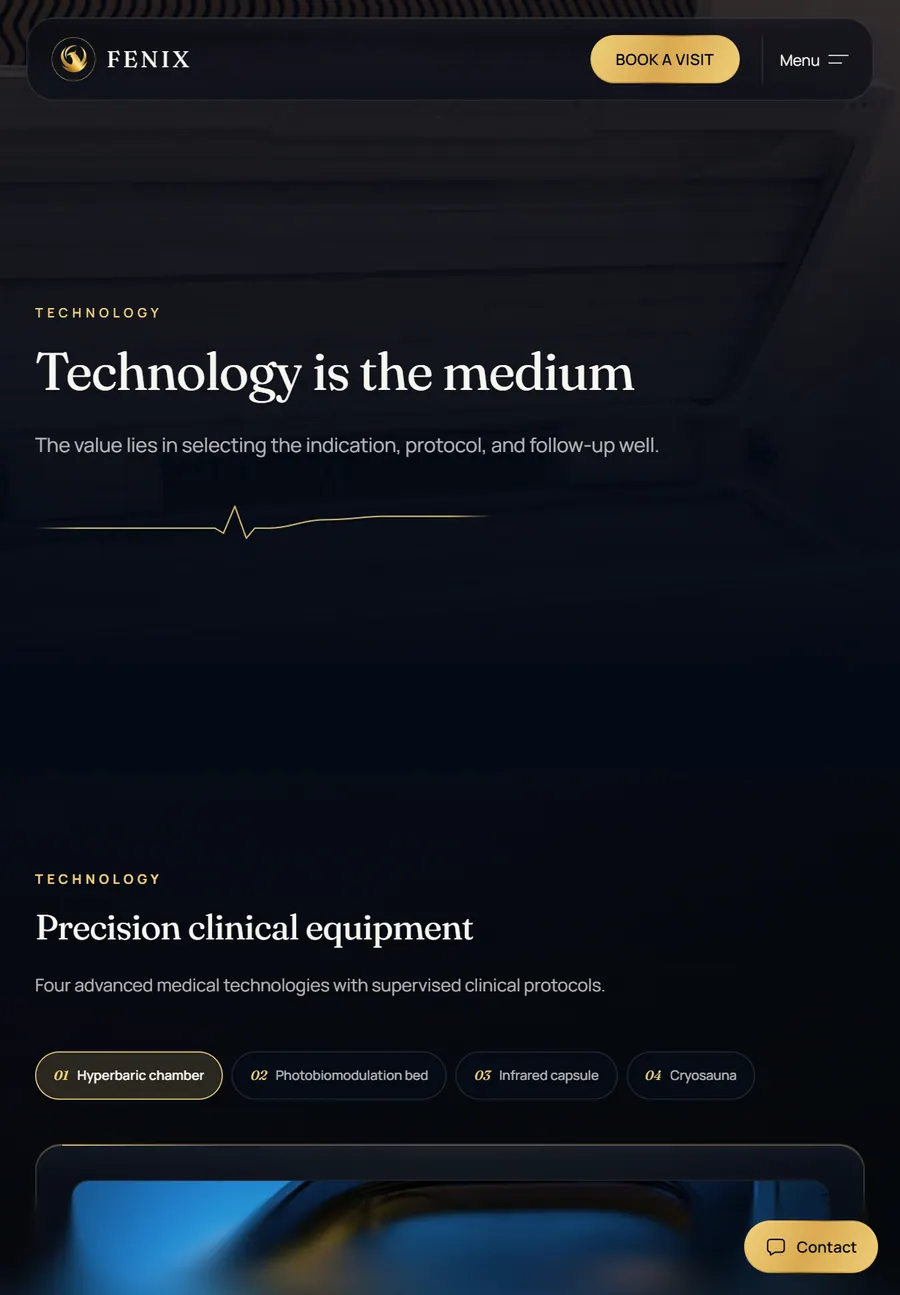 FENIX
BOOK A VISIT
Menu
TECHNOLOGY
Technology is the medium
The value lies in selecting the indication, protocol, and follow-up well.
TECHNOLOGY
Precision clinical equipment
Four advanced medical technologies with supervised clinical protocols.
01 Hyperbaric chamber
02 Photobiomodulation bed
03 Infrared capsule
04 Cryosauna
Contact